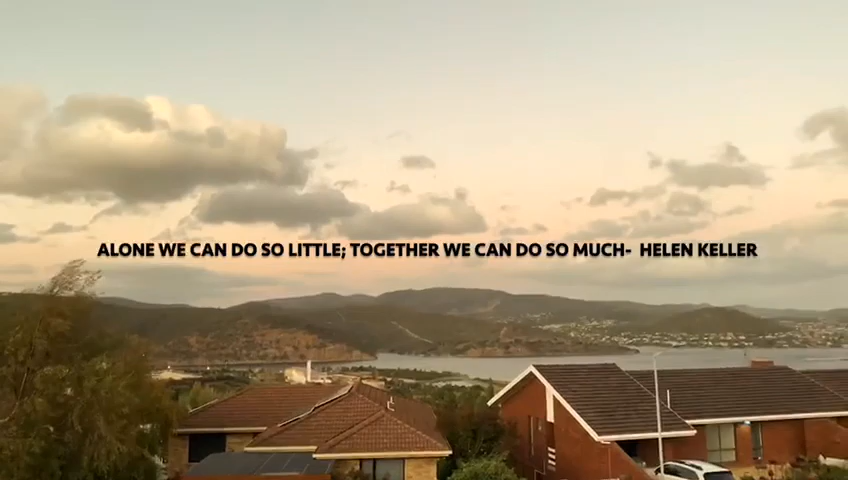 ALONE WE CAN DO SO LITTLE; TOGETHER WE CAN DO SO MUCH- HELEN KELLER